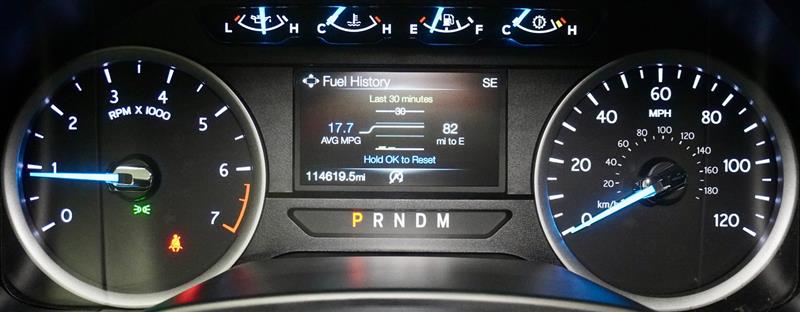 L H C H E F C H
1 2 3 4 5 6 7 0
RPM X 1000
Fuel History SE
Last 30 minutes
30
17.7 82
AVG MPG mi to E
Hold OK to Reset
114619.5mi
P R N D M
0 20 40 60 80 100 120
MPH
20 40 60 80 100 120 140 160 180
km/h